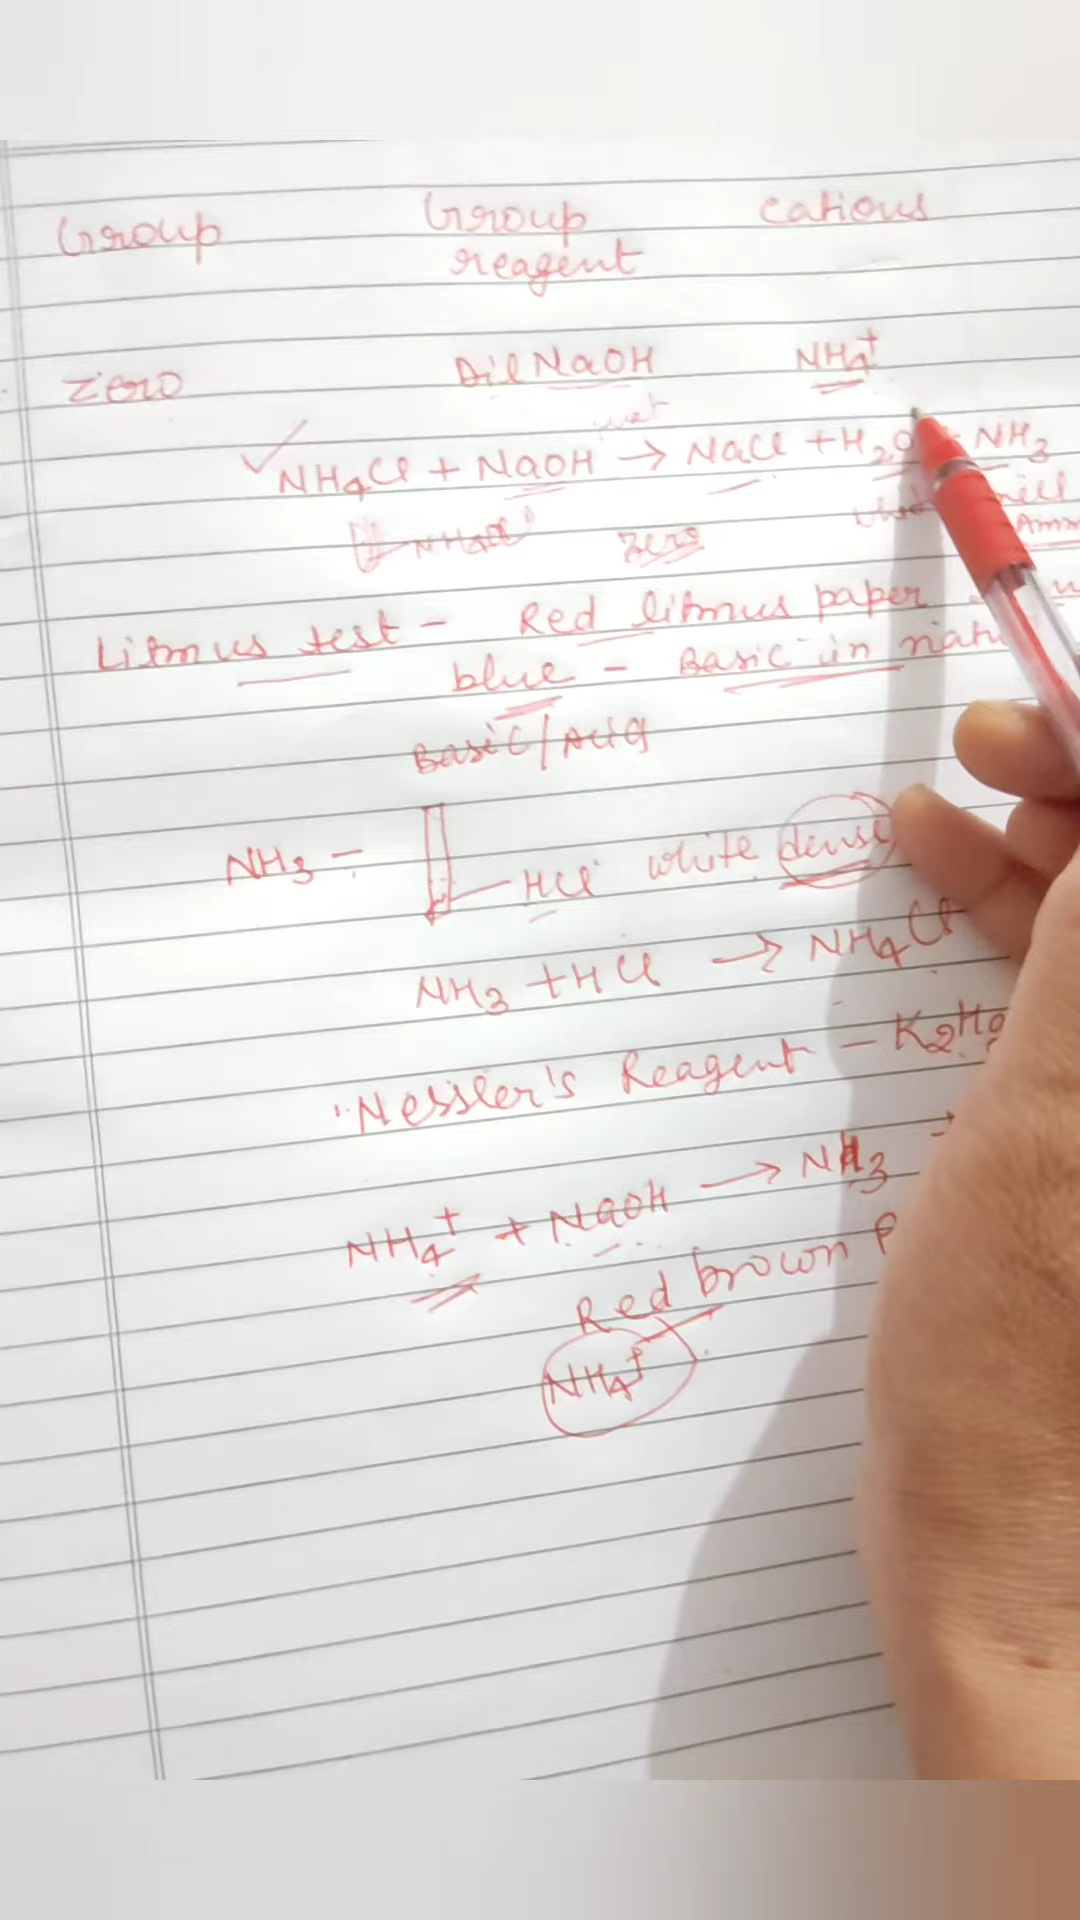 Group Group reagent cations
Zero Dil NaOH NH4+
NH4Cl + NaOH → NaCl + H2O + NH3
NH4Cl Zero
Litmus test - Red litmus paper
blue - Basic in natu
Basic/Acid
NH3 - HCl white dense
NH3 + HCl → NH4Cl
Nessler's Reagent - K2Hg
NH4+ + NaOH → NH3 →
Red brown P
NH4+